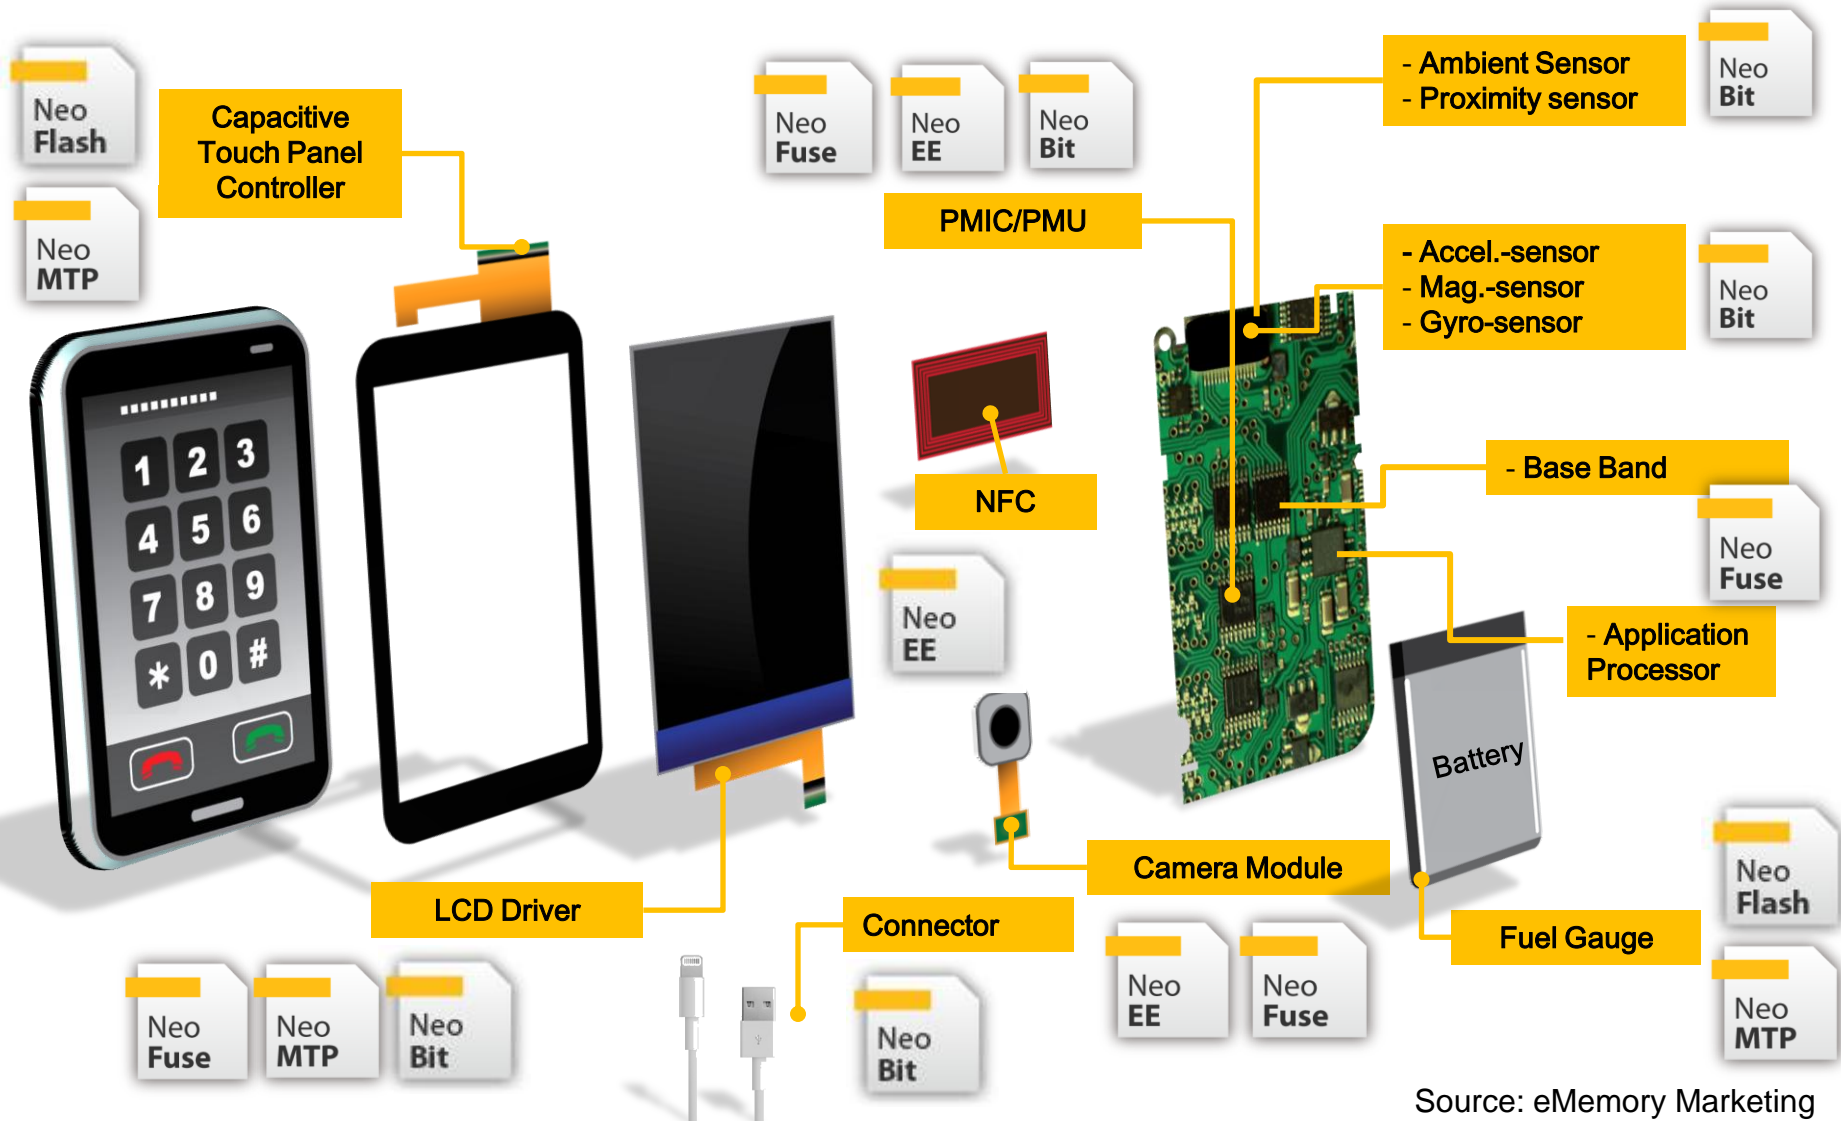 Neo
Flash
Neo
MTP
Capacitive
Touch Panel
Controller
Neo
Fuse
Neo
EE
Neo
Bit
PMIC/PMU
- Ambient Sensor
- Proximity sensor
Neo
Bit
- Accel.-sensor
- Mag.-sensor
- Gyro-sensor
Neo
Bit
1 2 3
4 5 6
7 8 9
* 0 #
NFC
Neo
EE
- Base Band
Neo
Fuse
- Application
Processor
Battery
LCD Driver
Neo
Fuse
Neo
MTP
Neo
Bit
Connector
Neo
Bit
Camera Module
Neo
EE
Neo
Fuse
Fuel Gauge
Neo
Flash
Neo
MTP
Source: eMemory Marketing